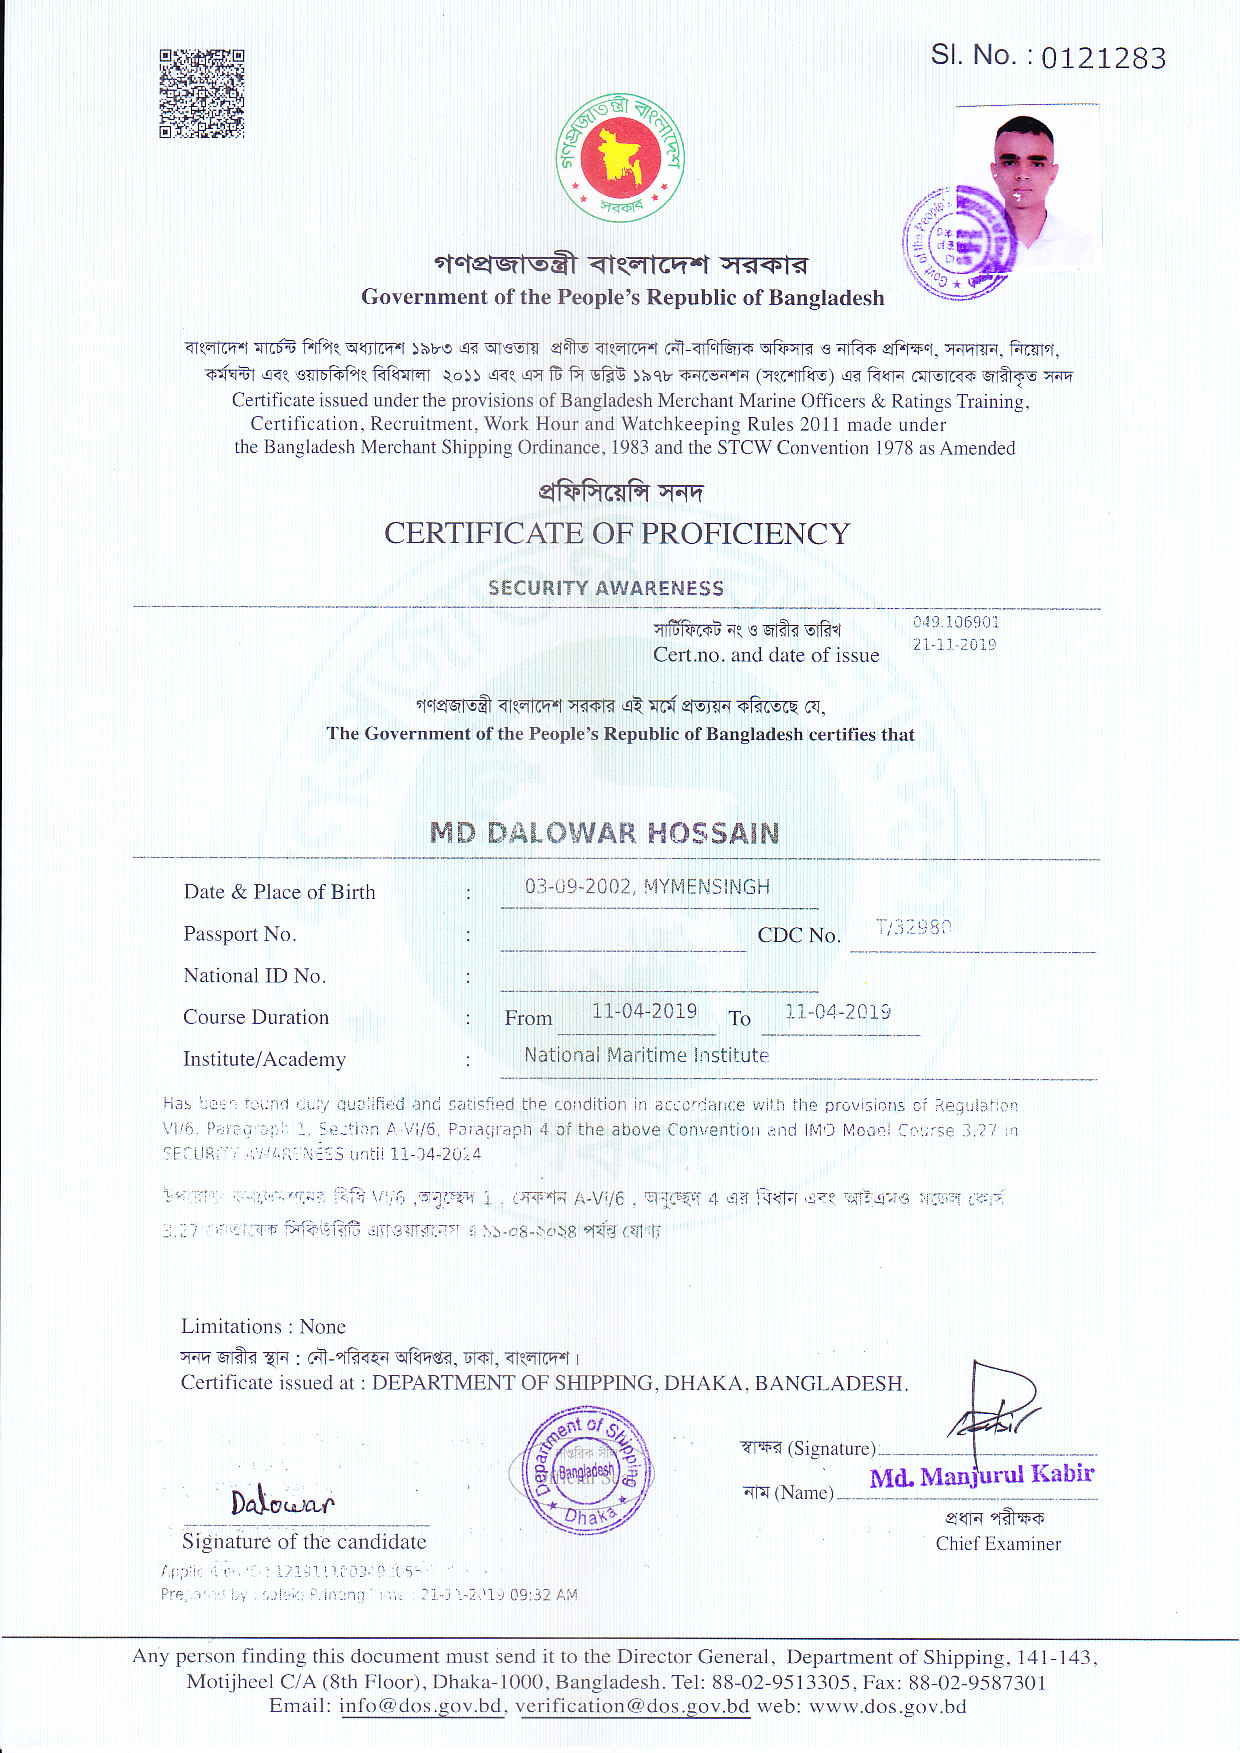 Sl. No. : 0121283
গণপ্রজাতন্ত্রী বাংলাদেশ
সরকার
Govt of the People's
গণপ্রজাতন্ত্রী বাংলাদেশ সরকার
Government of the People's Republic of Bangladesh
বাংলাদেশ মার্চেন্ট শিপিং অধ্যাদেশ ১৯৮৩ এর আওতায় প্রণীত বাংলাদেশ নৌ-বাণিজ্যিক অফিসার ও নাবিক প্রশিক্ষণ, সনদায়ন, নিয়োগ,
কর্মঘন্টা এবং ওয়াচকিপিং বিধিমালা ২০১১ এবং এস টি সি ডব্লিউ ১৯৭৮ কনভেনশন (সংশোধিত) এর বিধান মোতাবেক জারীকৃত সনদ
Certificate issued under the provisions of Bangladesh Merchant Marine Officers & Ratings Training,
Certification, Recruitment, Work Hour and Watchkeeping Rules 2011 made under
the Bangladesh Merchant Shipping Ordinance, 1983 and the STCW Convention 1978 as Amended
প্রফিসিয়েন্সি সনদ
CERTIFICATE OF PROFICIENCY
SECURITY AWARENESS
সার্টিফিকেট নং ও জারীর তারিখ 049.106901
Cert.no. and date of issue 21-11-2019
গণপ্রজাতন্ত্রী বাংলাদেশ সরকার এই মর্মে প্রত্যয়ন করিতেছে যে,
The Government of the People's Republic of Bangladesh certifies that
MD DALOWAR HOSSAIN
Date & Place of Birth : 03-09-2002, MYMENSINGH
Passport No. : CDC No. T/32980
National ID No. :
Course Duration : From 11-04-2019 To 11-04-2019
Institute/Academy : National Maritime Institute
Has been found duly qualified and satisfied the condition in accordance with the provisions of Regulation
VI/6, Paragraph 1, Section A-VI/6, Paragraph 4 of the above Convention and IMO Model Course 3.27 in
SECURITY AWARENESS until 11-04-2024
বিধি VI/6 ,অনুচ্ছেদ 1 , সেকশন A-VI/6 , অনুচ্ছেদ 4 এর বিধান এবং আইএমও মডেল কোর্স
3.27 মোতাবেক সিকিউরিটি এ্যাওয়ারনেস এ ১১-০৪-২০২৪ পর্যন্ত যোগ্য
Limitations : None
সনদ জারীর স্থান : নৌ-পরিবহন অধিদপ্তর, ঢাকা, বাংলাদেশ।
Certificate issued at : DEPARTMENT OF SHIPPING, DHAKA, BANGLADESH.
Department of Shipping
Bangladesh
Dhaka
স্বাক্ষর (Signature)
Md. Manjurul Kabir
নাম (Name)
প্রধান পরীক্ষক
Chief Examiner
Dalowar
Signature of the candidate
21-11-2019 09:32 AM
Any person finding this document must send it to the Director General, Department of Shipping, 141-143,
Motijheel C/A (8th Floor), Dhaka-1000, Bangladesh. Tel: 88-02-9513305, Fax: 88-02-9587301
Email: info@dos.gov.bd, verification@dos.gov.bd web: www.dos.gov.bd